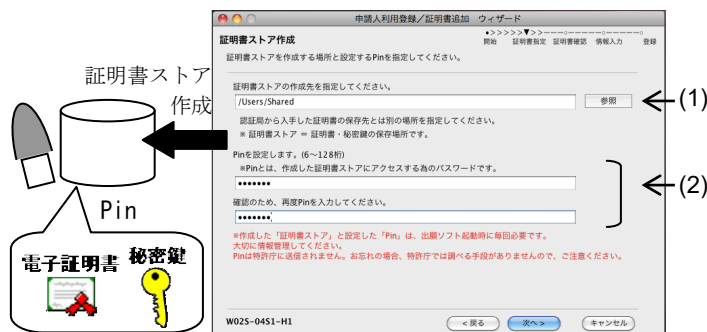 申請人利用登録/証明書追加 ウィザード
証明書ストア作成
•>>>>>▼>>−−−○−−−−−○−−−−−○
開始 証明書指定 証明書確認 情報入力 登録
証明書ストアを作成する場所と設定するPinを指定してください。
証明書ストア
作成
証明書ストアの作成先を指定してください。
/Users/Shared
参照
(1)
認証局から入手した証明書の保存先とは別の場所を指定してください。
※ 証明書ストア = 証明書・秘密鍵の保存場所です。
Pinを設定します。(6〜128桁)
※Pinとは、作成した証明書ストアにアクセスする為のパスワードです。
•••••••
(2)
確認のため、再度Pinを入力してください。
•••••••
Pin
※作成した「証明書ストア」と設定した「Pin」は、出願ソフト起動時に毎回必要です。
大切に情報管理してください。
Pinは特許庁に送信されません。お忘れの場合、特許庁では調べる手段がありませんので、ご注意ください。
電子証明書 秘密鍵
W02S-04S1-H1
<戻る
次へ>
キャンセル